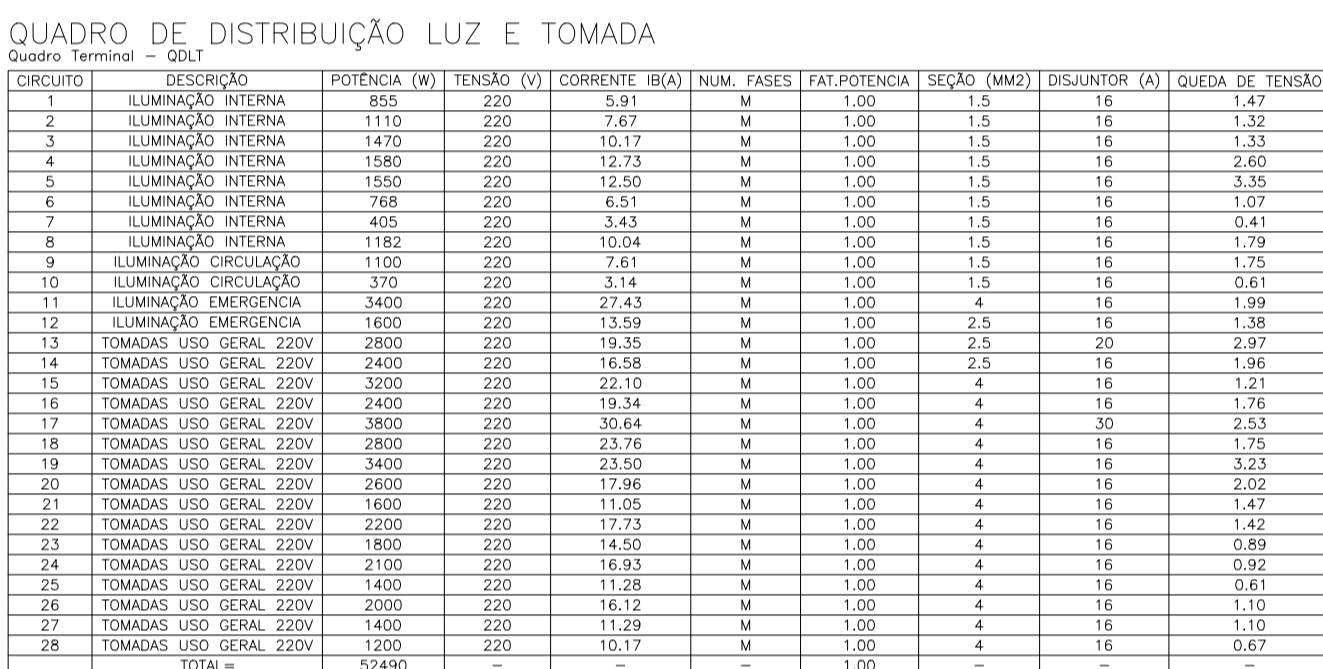 QUADRO DE DISTRIBUIÇÃO LUZ E TOMADA
Quadro Terminal – QDLT
CIRCUITO DESCRIÇÃO POTÊNCIA (W) TENSÃO (V) CORRENTE IB(A) NUM. FASES FAT.POTENCIA SEÇÃO (MM2) DISJUNTOR (A) QUEDA DE TENSÃO
1 ILUMINAÇÃO INTERNA 855 220 5.91 M 1.00 1.5 16 1.47
2 ILUMINAÇÃO INTERNA 1110 220 7.67 M 1.00 1.5 16 1.32
3 ILUMINAÇÃO INTERNA 1470 220 10.17 M 1.00 1.5 16 1.33
4 ILUMINAÇÃO INTERNA 1580 220 12.73 M 1.00 1.5 16 2.60
5 ILUMINAÇÃO INTERNA 1550 220 12.50 M 1.00 1.5 16 3.35
6 ILUMINAÇÃO INTERNA 768 220 6.51 M 1.00 1.5 16 1.07
7 ILUMINAÇÃO INTERNA 405 220 3.43 M 1.00 1.5 16 0.41
8 ILUMINAÇÃO INTERNA 1182 220 10.04 M 1.00 1.5 16 1.79
9 ILUMINAÇÃO CIRCULAÇÃO 1100 220 7.61 M 1.00 1.5 16 1.75
10 ILUMINAÇÃO CIRCULAÇÃO 370 220 3.14 M 1.00 1.5 16 0.61
11 ILUMINAÇÃO EMERGENCIA 3400 220 27.43 M 1.00 4 16 1.99
12 ILUMINAÇÃO EMERGENCIA 1600 220 13.59 M 1.00 2.5 16 1.38
13 TOMADAS USO GERAL 220V 2800 220 19.35 M 1.00 2.5 20 2.97
14 TOMADAS USO GERAL 220V 2400 220 16.58 M 1.00 2.5 16 1.96
15 TOMADAS USO GERAL 220V 3200 220 22.10 M 1.00 4 16 1.21
16 TOMADAS USO GERAL 220V 2400 220 19.34 M 1.00 4 16 1.76
17 TOMADAS USO GERAL 220V 3800 220 30.64 M 1.00 4 30 2.53
18 TOMADAS USO GERAL 220V 2800 220 23.76 M 1.00 4 16 1.75
19 TOMADAS USO GERAL 220V 3400 220 23.50 M 1.00 4 16 3.23
20 TOMADAS USO GERAL 220V 2600 220 17.96 M 1.00 4 16 2.02
21 TOMADAS USO GERAL 220V 1600 220 11.05 M 1.00 4 16 1.47
22 TOMADAS USO GERAL 220V 2200 220 17.73 M 1.00 4 16 1.42
23 TOMADAS USO GERAL 220V 1800 220 14.50 M 1.00 4 16 0.89
24 TOMADAS USO GERAL 220V 2100 220 16.93 M 1.00 4 16 0.92
25 TOMADAS USO GERAL 220V 1400 220 11.28 M 1.00 4 16 0.61
26 TOMADAS USO GERAL 220V 2000 220 16.12 M 1.00 4 16 1.10
27 TOMADAS USO GERAL 220V 1400 220 11.29 M 1.00 4 16 1.10
28 TOMADAS USO GERAL 220V 1200 220 10.17 M 1.00 4 16 0.67
TOTAL= 52490 – – – 1.00 – – –